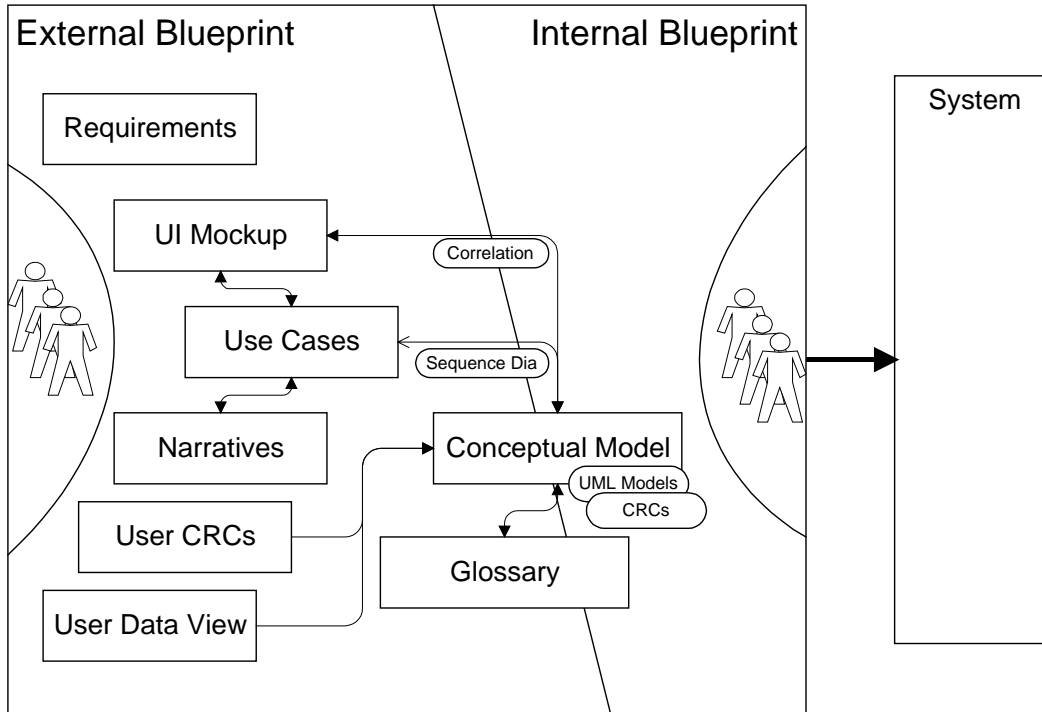 External Blueprint
Internal Blueprint
System
Requirements
UI Mockup
Correlation
Use Cases
Sequence Dia
Narratives
Conceptual Model
UML Models
CRCs
User CRCs
Glossary
User Data View